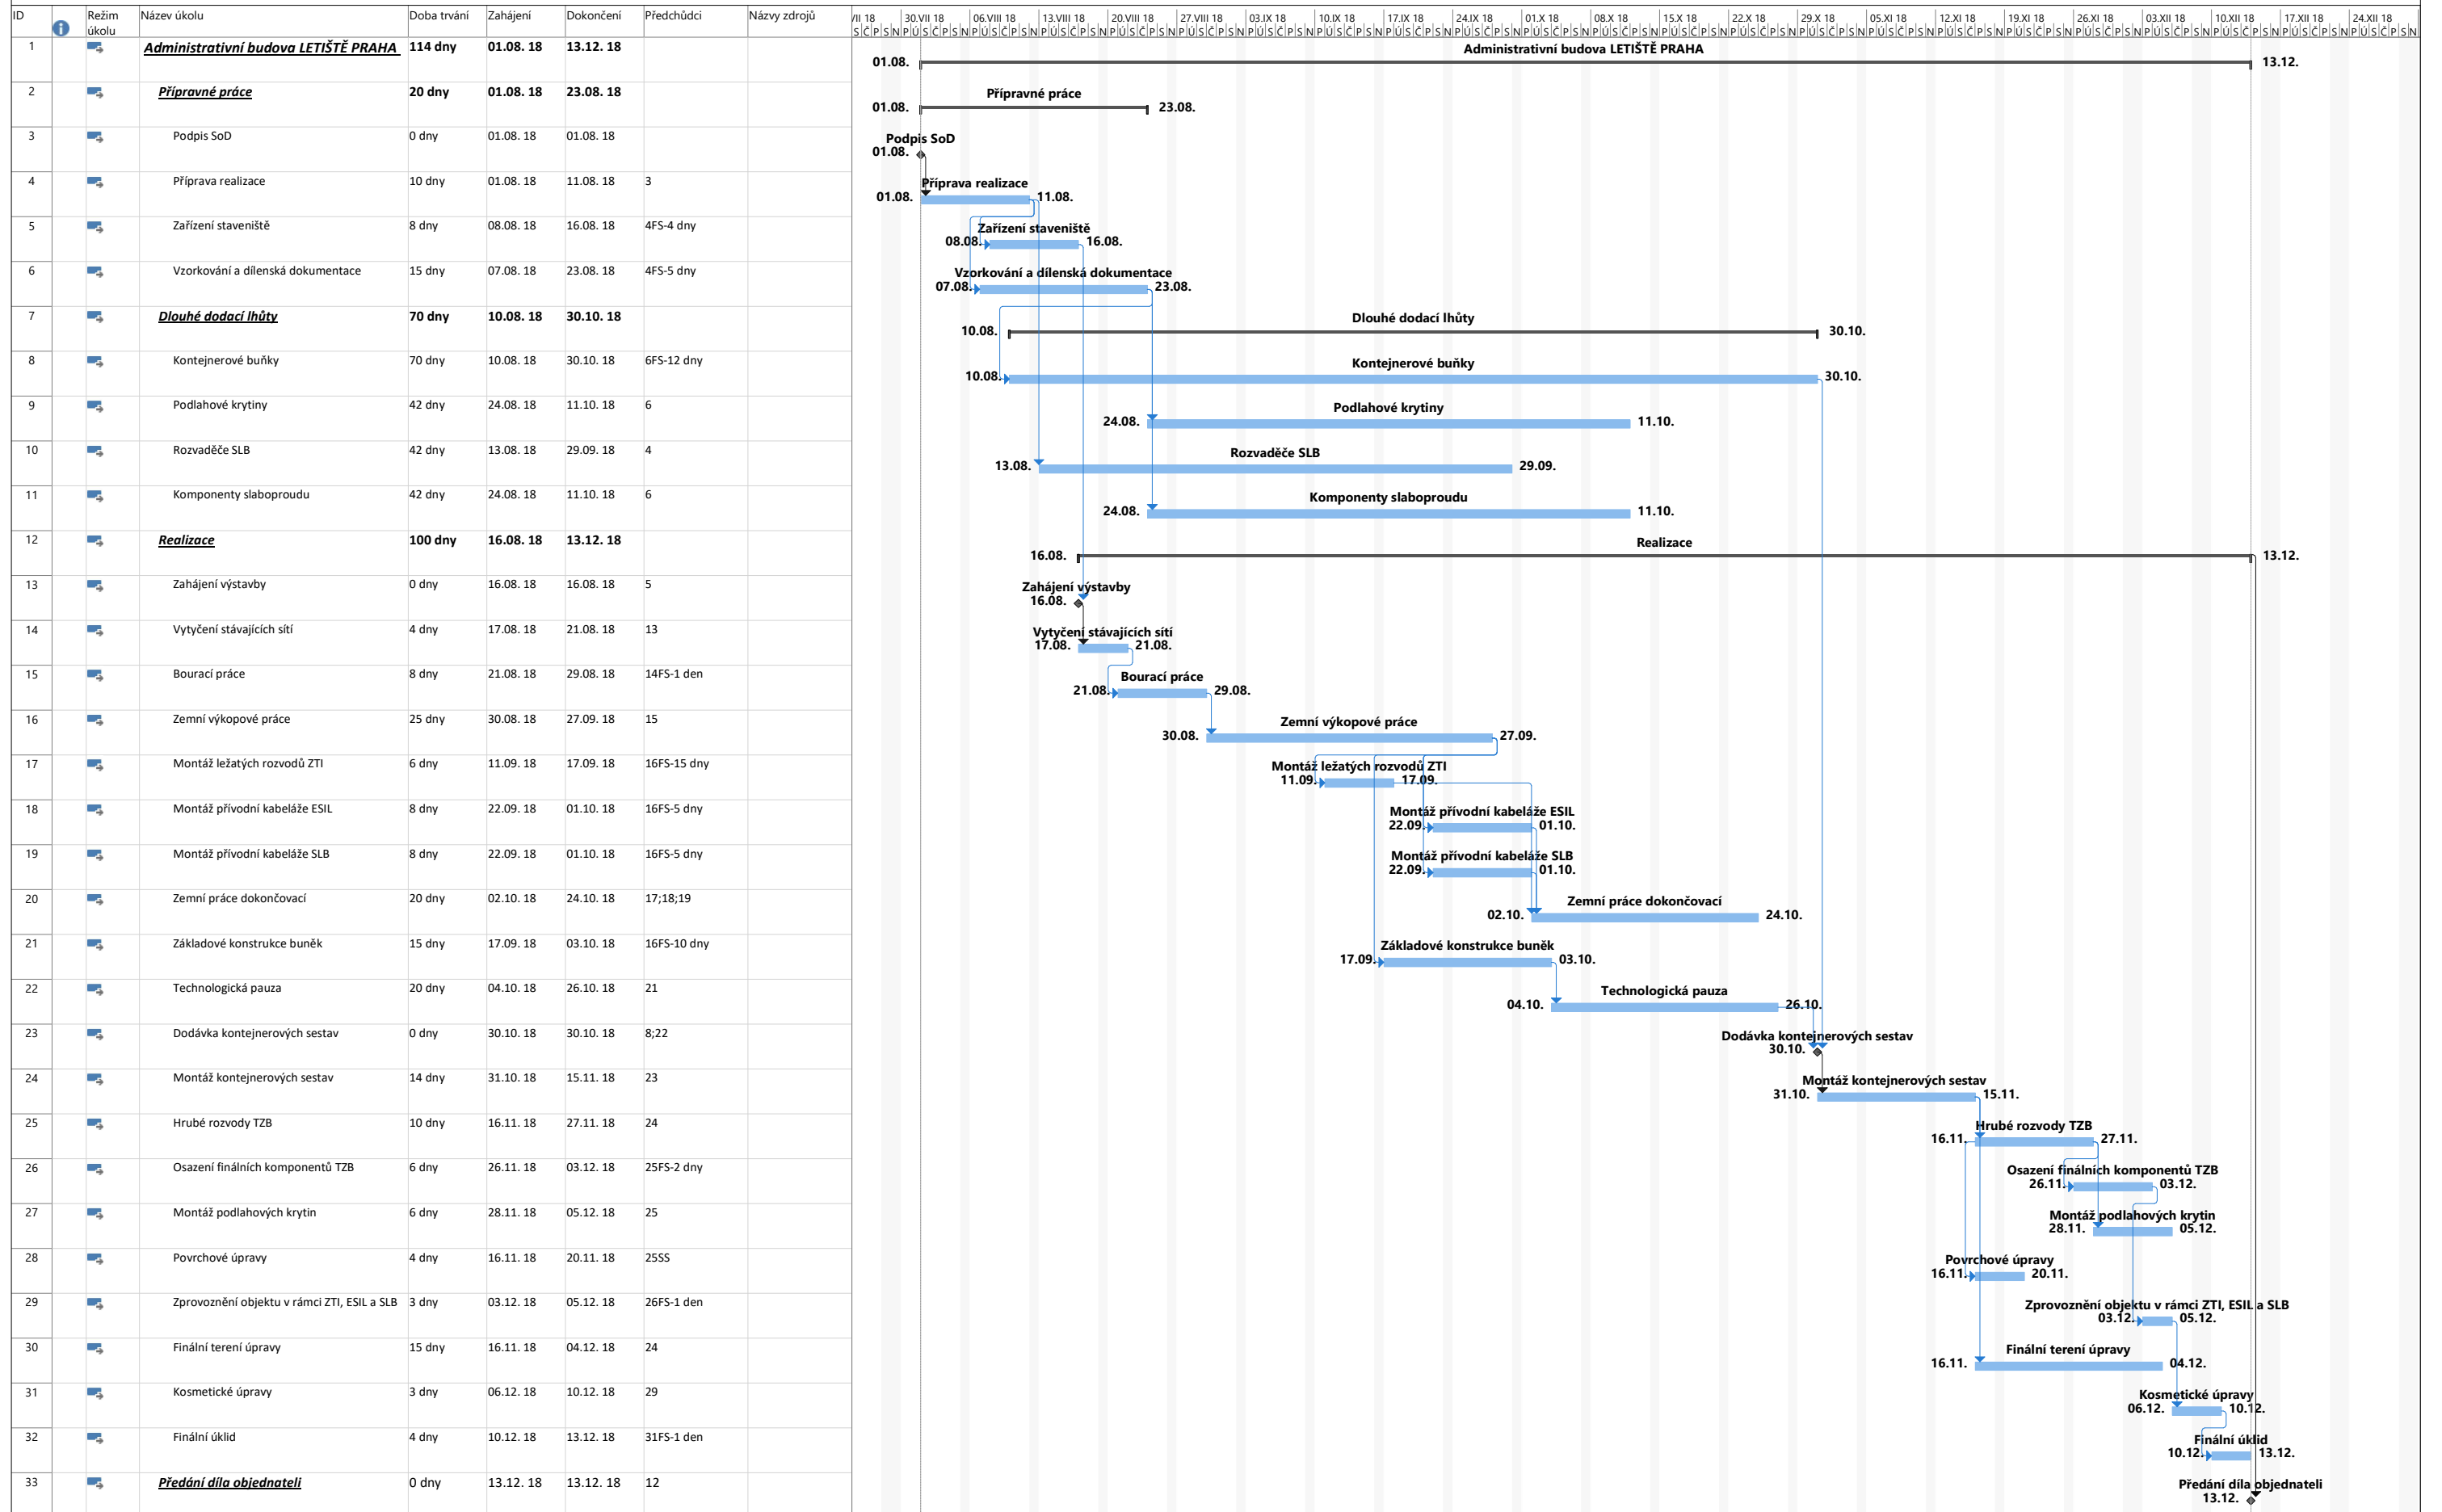 ID Režim úkolu Název úkolu Doba trvání Zahájení Dokončení Předchůdci Názvy zdrojů
/II 18 30.VII 18 06.VIII 18 13.VIII 18 20.VIII 18 27.VIII 18 03.IX 18 10.IX 18 17.IX 18 24.IX 18 01.X 18 08.X 18 15.X 18 22.X 18 29.X 18 05.XI 18 12.XI 18 19.XI 18 26.XI 18 03.XII 18 10.XII 18 17.XII 18 24.XII 18
S Č P S N P Ú S Č P S N P Ú S Č P S N P Ú S Č P S N P Ú S Č P S N P Ú S Č P S N P Ú S Č P S N P Ú S Č P S N P Ú S Č P S N P Ú S Č P S N P Ú S Č P S N P Ú S Č P S N P Ú S Č P S N P Ú S Č P S N P Ú S Č P S N P Ú S Č P S N P Ú S Č P S N P Ú S Č P S N P Ú S Č P S N P Ú S Č P S N P Ú S Č P S N P Ú S Č P S N P Ú S Č P S N
1 Administrativní budova LETIŠTĚ PRAHA 114 dny 01.08. 18 13.12. 18
Administrativní budova LETIŠTĚ PRAHA
01.08. 13.12.
2 Přípravné práce 20 dny 01.08. 18 23.08. 18
Přípravné práce
01.08. 23.08.
3 Podpis SoD 0 dny 01.08. 18 01.08. 18
Podpis SoD
01.08.
4 Příprava realizace 10 dny 01.08. 18 11.08. 18 3
Příprava realizace
01.08. 11.08.
5 Zařízení staveniště 8 dny 08.08. 18 16.08. 18 4FS-4 dny
Zařízení staveniště
08.08. 16.08.
6 Vzorkování a dílenská dokumentace 15 dny 07.08. 18 23.08. 18 4FS-5 dny
Vzorkování a dílenská dokumentace
07.08. 23.08.
7 Dlouhé dodací lhůty 70 dny 10.08. 18 30.10. 18
Dlouhé dodací lhůty
10.08. 30.10.
8 Kontejnerové buňky 70 dny 10.08. 18 30.10. 18 6FS-12 dny
Kontejnerové buňky
10.08. 30.10.
9 Podlahové krytiny 42 dny 24.08. 18 11.10. 18 6
Podlahové krytiny
24.08. 11.10.
10 Rozvaděče SLB 42 dny 13.08. 18 29.09. 18 4
Rozvaděče SLB
13.08. 29.09.
11 Komponenty slaboproudu 42 dny 24.08. 18 11.10. 18 6
Komponenty slaboproudu
24.08. 11.10.
12 Realizace 100 dny 16.08. 18 13.12. 18
Realizace
16.08. 13.12.
13 Zahájení výstavby 0 dny 16.08. 18 16.08. 18 5
Zahájení výstavby
16.08.
14 Vytyčení stávajících sítí 4 dny 17.08. 18 21.08. 18 13
Vytyčení stávajících sítí
17.08. 21.08.
15 Bourací práce 8 dny 21.08. 18 29.08. 18 14FS-1 den
Bourací práce
21.08. 29.08.
16 Zemní výkopové práce 25 dny 30.08. 18 27.09. 18 15
Zemní výkopové práce
30.08. 27.09.
17 Montáž ležatých rozvodů ZTI 6 dny 11.09. 18 17.09. 18 16FS-15 dny
Montáž ležatých rozvodů ZTI
11.09. 17.09.
18 Montáž přívodní kabeláže ESIL 8 dny 22.09. 18 01.10. 18 16FS-5 dny
Montáž přívodní kabeláže ESIL
22.09. 01.10.
19 Montáž přívodní kabeláže SLB 8 dny 22.09. 18 01.10. 18 16FS-5 dny
Montáž přívodní kabeláže SLB
22.09. 01.10.
20 Zemní práce dokončovací 20 dny 02.10. 18 24.10. 18 17;18;19
Zemní práce dokončovací
02.10. 24.10.
21 Základové konstrukce buněk 15 dny 17.09. 18 03.10. 18 16FS-10 dny
Základové konstrukce buněk
17.09. 03.10.
22 Technologická pauza 20 dny 04.10. 18 26.10. 18 21
Technologická pauza
04.10. 26.10.
23 Dodávka kontejnerových sestav 0 dny 30.10. 18 30.10. 18 8;22
Dodávka kontejnerových sestav
30.10.
24 Montáž kontejnerových sestav 14 dny 31.10. 18 15.11. 18 23
Montáž kontejnerových sestav
31.10. 15.11.
25 Hrubé rozvody TZB 10 dny 16.11. 18 27.11. 18 24
Hrubé rozvody TZB
16.11. 27.11.
26 Osazení finálních komponentů TZB 6 dny 26.11. 18 03.12. 18 25FS-2 dny
Osazení finálních komponentů TZB
26.11. 03.12.
27 Montáž podlahových krytin 6 dny 28.11. 18 05.12. 18 25
Montáž podlahových krytin
28.11. 05.12.
28 Povrchové úpravy 4 dny 16.11. 18 20.11. 18 25SS
Povrchové úpravy
16.11. 20.11.
29 Zprovoznění objektu v rámci ZTI, ESIL a SLB 3 dny 03.12. 18 05.12. 18 26FS-1 den
Zprovoznění objektu v rámci ZTI, ESIL a SLB
03.12. 05.12.
30 Finální terení úpravy 15 dny 16.11. 18 04.12. 18 24
Finální terení úpravy
16.11. 04.12.
31 Kosmetické úpravy 3 dny 06.12. 18 10.12. 18 29
Kosmetické úpravy
06.12. 10.12.
32 Finální úklid 4 dny 10.12. 18 13.12. 18 31FS-1 den
Finální úklid
10.12. 13.12.
33 Předání díla objednateli 0 dny 13.12. 18 13.12. 18 12
Předání díla objednateli
13.12.